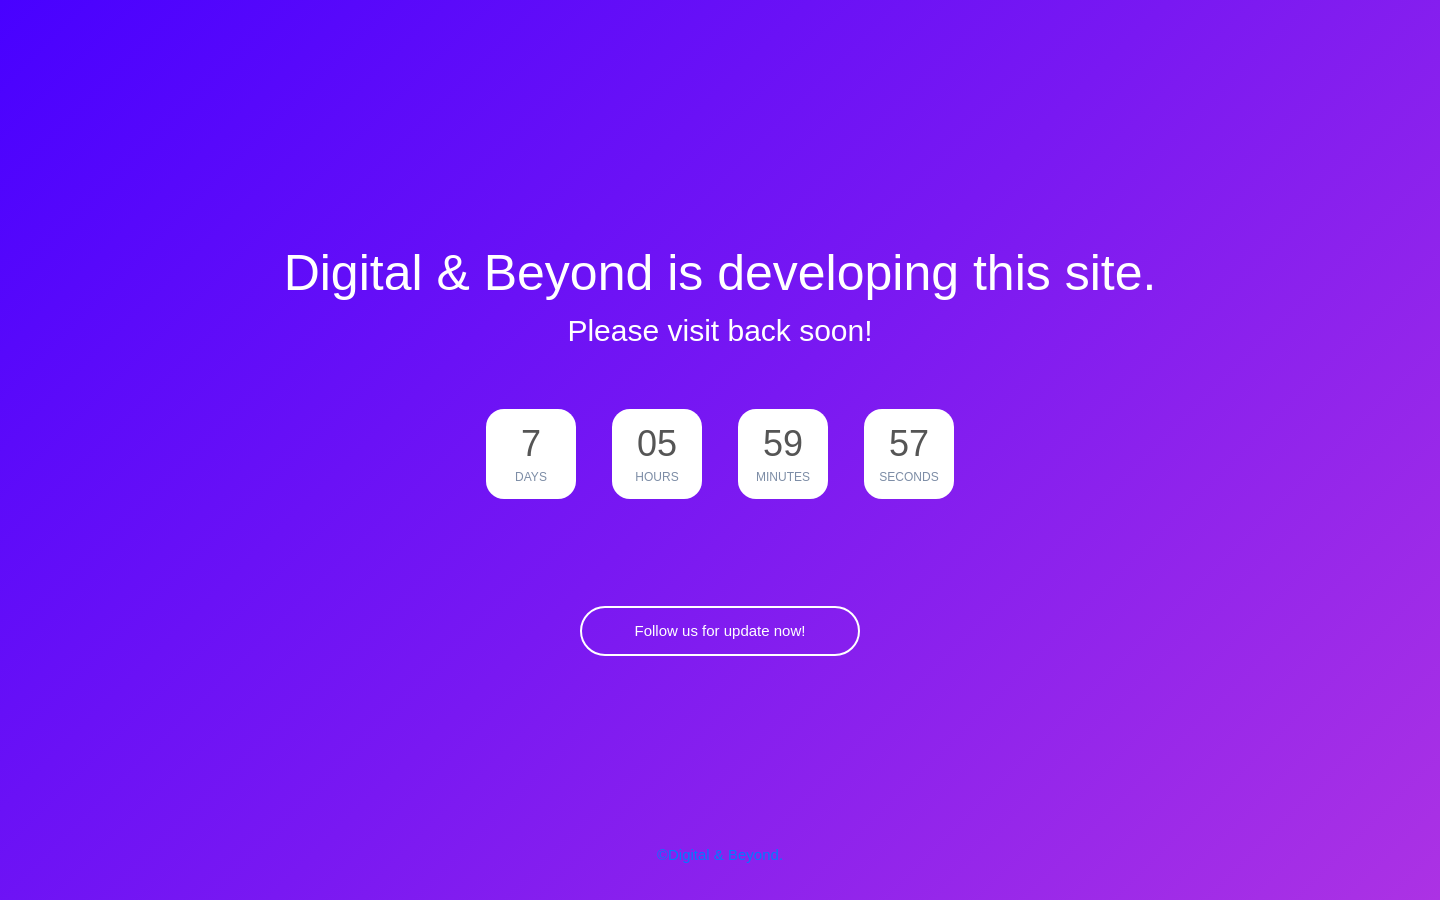 Digital & Beyond is developing this site.
Please visit back soon!
7 05 59 57
DAYS HOURS MINUTES SECONDS
Follow us for update now!
©Digital & Beyond.